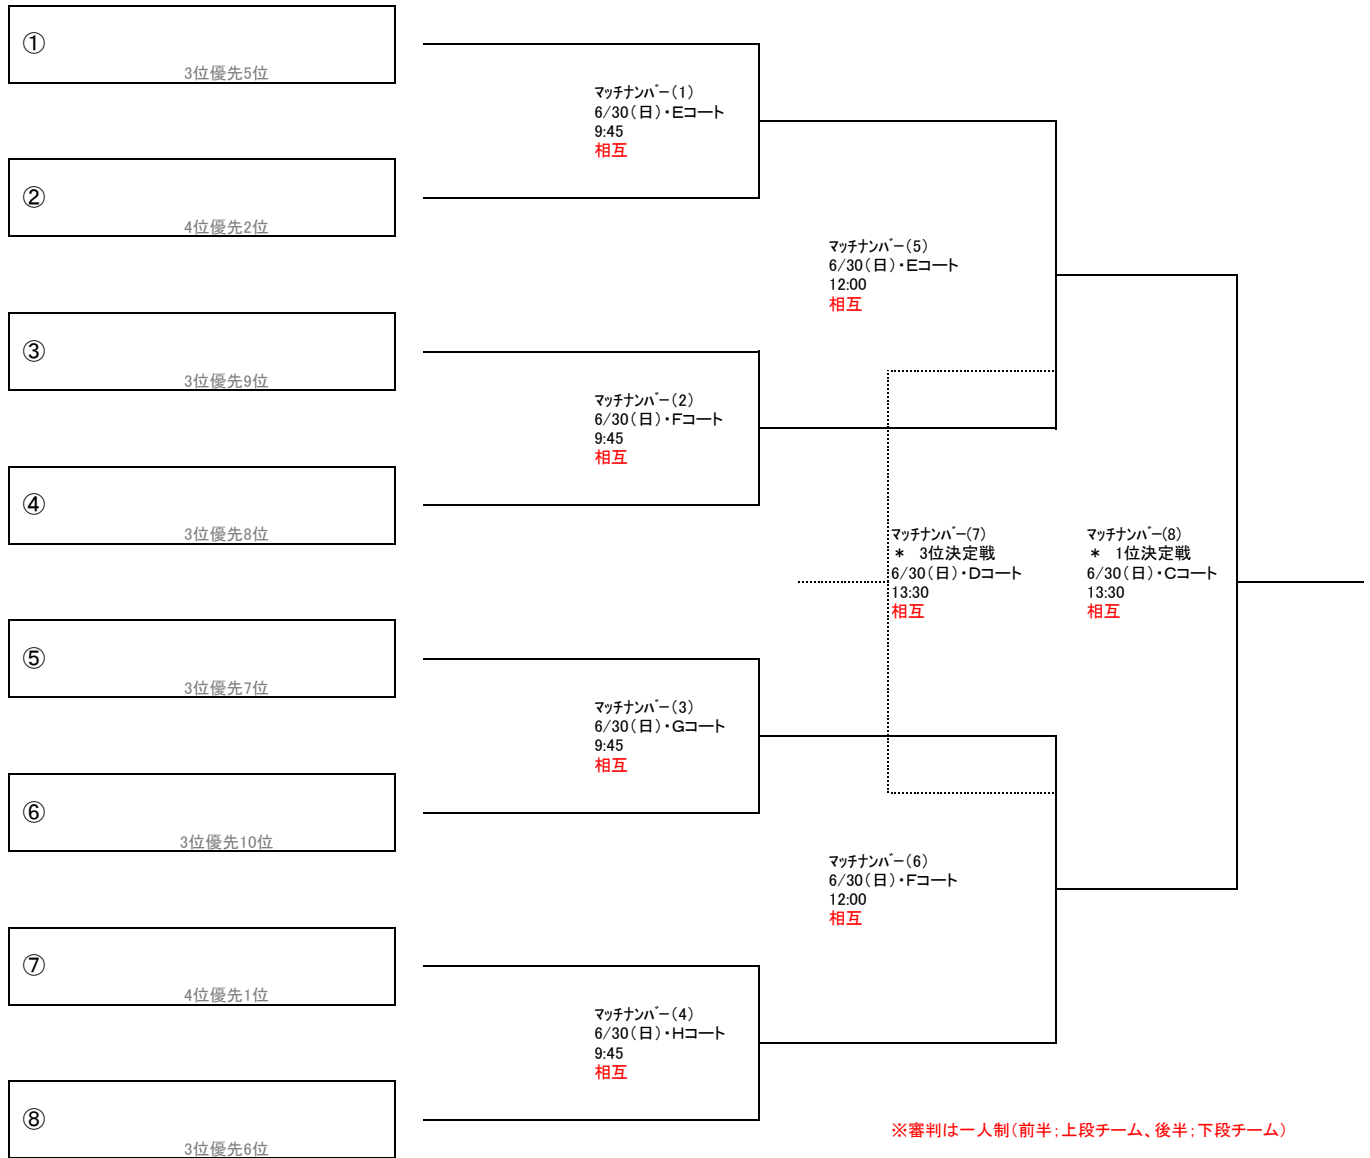 ①
3位優先5位
マッチナンバー(1)
6/30(日)・Eコート
9:45
相互
②
4位優先2位
マッチナンバー(5)
6/30(日)・Eコート
12:00
相互
③
3位優先9位
マッチナンバー(2)
6/30(日)・Fコート
9:45
相互
④
3位優先8位
マッチナンバー(7)
* 3位決定戦
6/30(日)・Dコート
13:30
相互
マッチナンバー(8)
* 1位決定戦
6/30(日)・Cコート
13:30
相互
⑤
3位優先7位
マッチナンバー(3)
6/30(日)・Gコート
9:45
相互
⑥
3位優先10位
マッチナンバー(6)
6/30(日)・Fコート
12:00
相互
⑦
4位優先1位
マッチナンバー(4)
6/30(日)・Hコート
9:45
相互
⑧
3位優先6位
※審判は一人制(前半;上段チーム、後半;下段チーム)